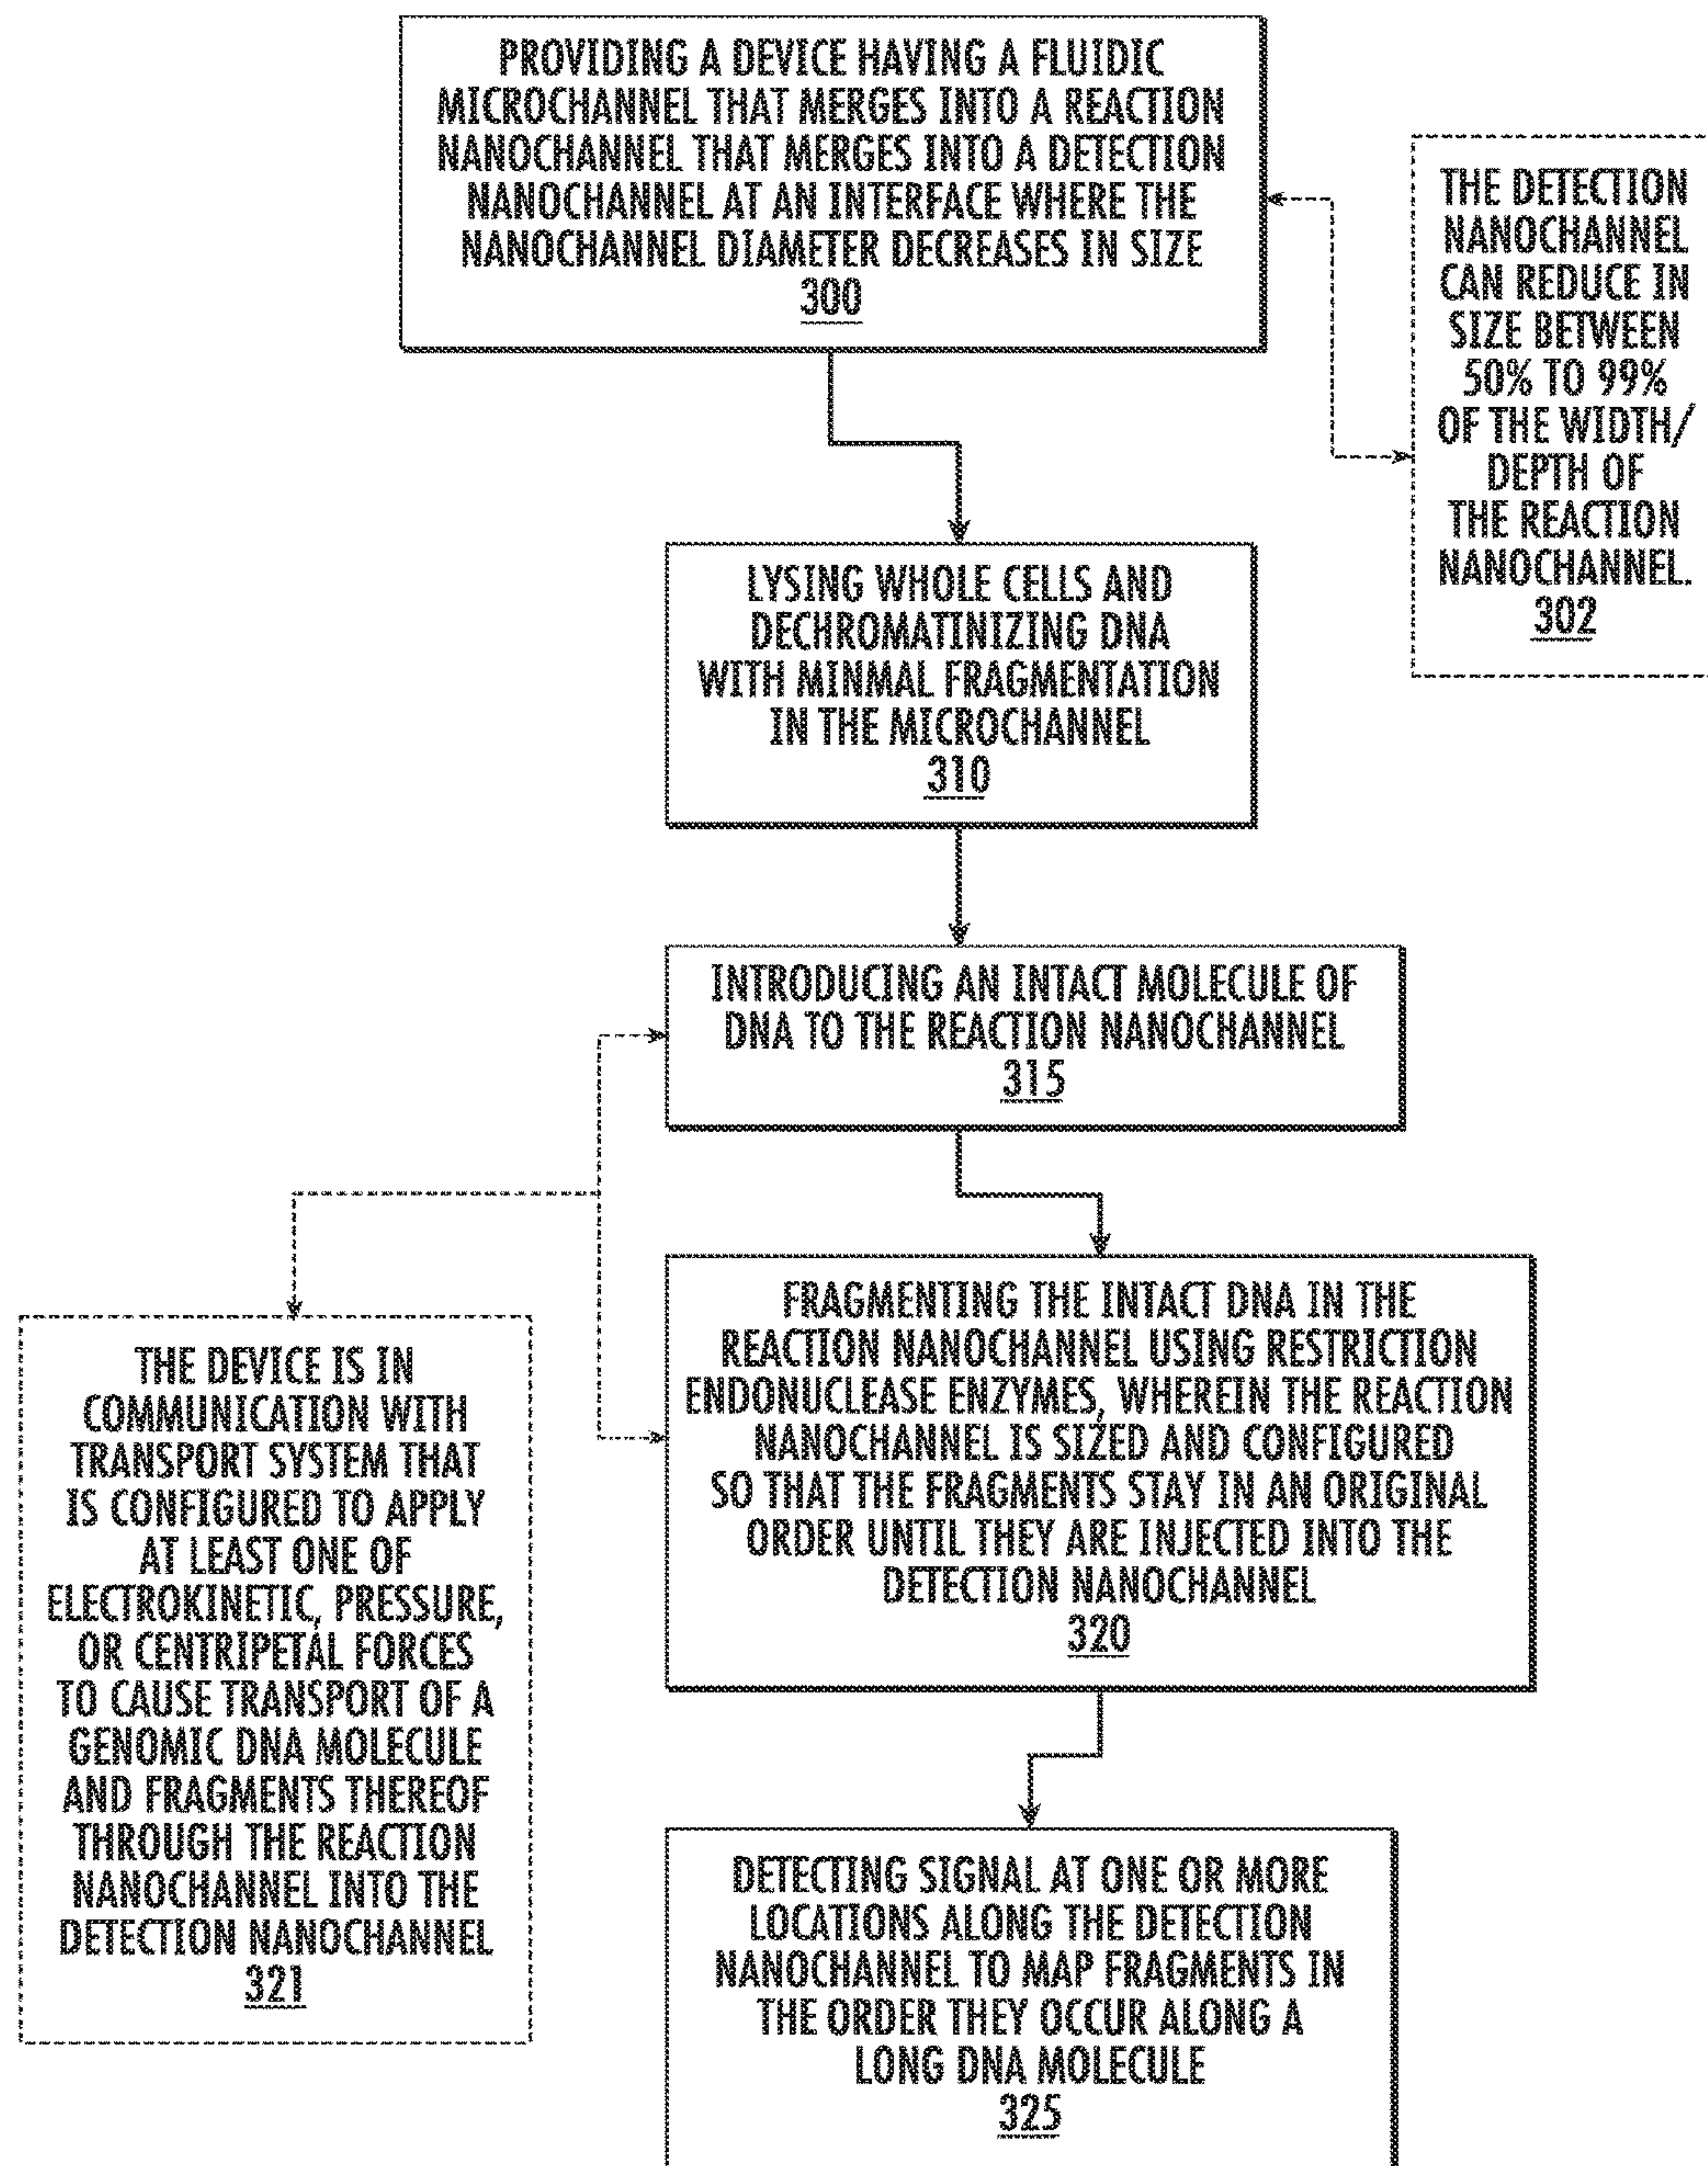 PROVIDING A DEVICE HAVING A FLUIDIC
MICROCHANNEL THAT MERGES INTO A REACTION
NANOCHANNEL THAT MERGES INTO A DETECTION
NANOCHANNEL AT AN INTERFACE WHERE THE
NANOCHANNEL DIAMETER DECREASES IN SIZE
300
THE DETECTION
NANOCHANNEL
CAN REDUCE IN
SIZE BETWEEN
50% TO 99%
OF THE WIDTH/
DEPTH OF
THE REACTION
NANOCHANNEL.
302
LYSING WHOLE CELLS AND
DECHROMATINIZING DNA
WITH MINMAL FRAGMENTATION
IN THE MICROCHANNEL
310
INTRODUCING AN INTACT MOLECULE OF
DNA TO THE REACTION NANOCHANNEL
315
FRAGMENTING THE INTACT DNA IN THE
REACTION NANOCHANNEL USING RESTRICTION
ENDONUCLEASE ENZYMES, WHEREIN THE REACTION
NANOCHANNEL IS SIZED AND CONFIGURED
SO THAT THE FRAGMENTS STAY IN AN ORIGINAL
ORDER UNTIL THEY ARE INJECTED INTO THE
DETECTION NANOCHANNEL
320
THE DEVICE IS IN
COMMUNICATION WITH
TRANSPORT SYSTEM THAT
IS CONFIGURED TO APPLY
AT LEAST ONE OF
ELECTROKINETIC, PRESSURE,
OR CENTRIPETAL FORCES
TO CAUSE TRANSPORT OF A
GENOMIC DNA MOLECULE
AND FRAGMENTS THEREOF
THROUGH THE REACTION
NANOCHANNEL INTO THE
DETECTION NANOCHANNEL
321
DETECTING SIGNAL AT ONE OR MORE
LOCATIONS ALONG THE DETECTION
NANOCHANNEL TO MAP FRAGMENTS IN
THE ORDER THEY OCCUR ALONG A
LONG DNA MOLECULE
325